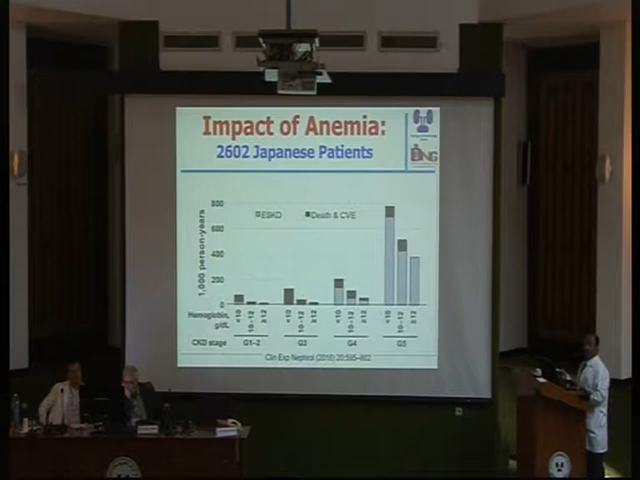 Impact of Anemia:
2602 Japanese Patients
1,000 person-years
800
600
400
200
0
ESKD
Death & CVE
Hemoglobin, g/dL
<10 10-12 ≥12 <10 10-12 ≥12 <10 10-12 ≥12 <10 10-12 ≥12
CKD stage G1-2 G3 G4 G5
Clin Exp Nephrol (2016) 20:595-602